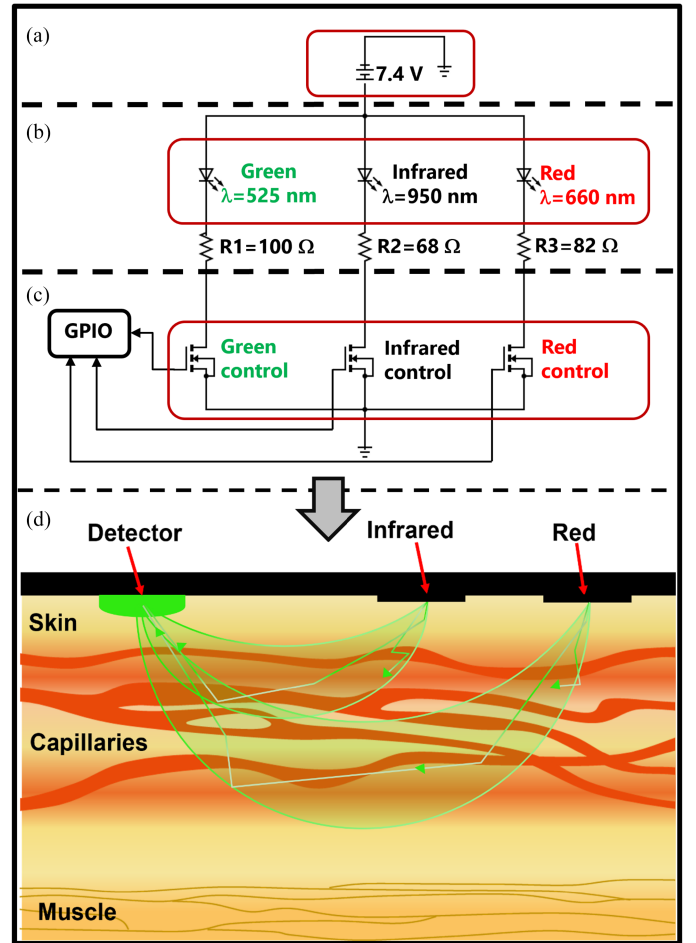 (a)
7.4 V
(b)
Green
λ=525 nm
Infrared
λ=950 nm
Red
λ=660 nm
R1=100 Ω
R2=68 Ω
R3=82 Ω
(c)
GPIO
Green
control
Infrared
control
Red
control
(d)
Detector
Infrared
Red
Skin
Capillaries
Muscle